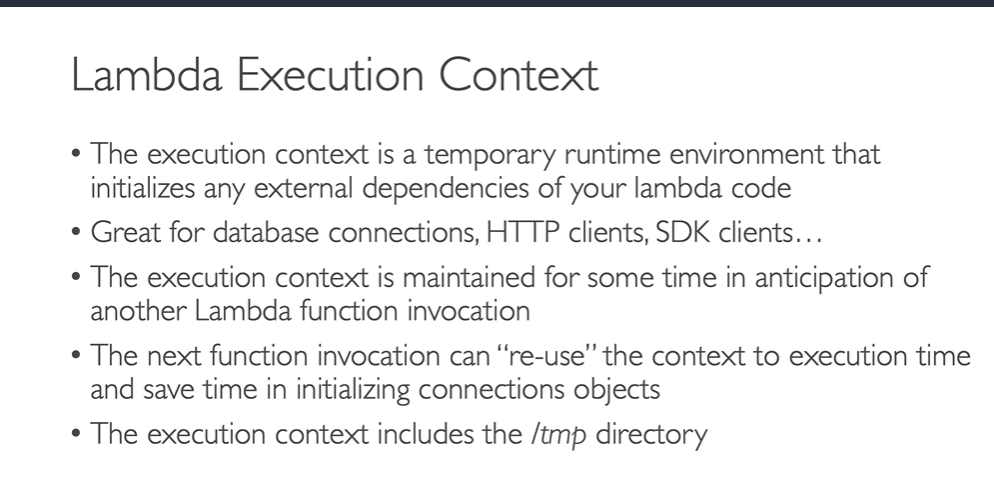 Lambda Execution Context
• The execution context is a temporary runtime environment that
initializes any external dependencies of your lambda code
• Great for database connections, HTTP clients, SDK clients…
• The execution context is maintained for some time in anticipation of
another Lambda function invocation
• The next function invocation can “re-use” the context to execution time
and save time in initializing connections objects
• The execution context includes the /tmp directory